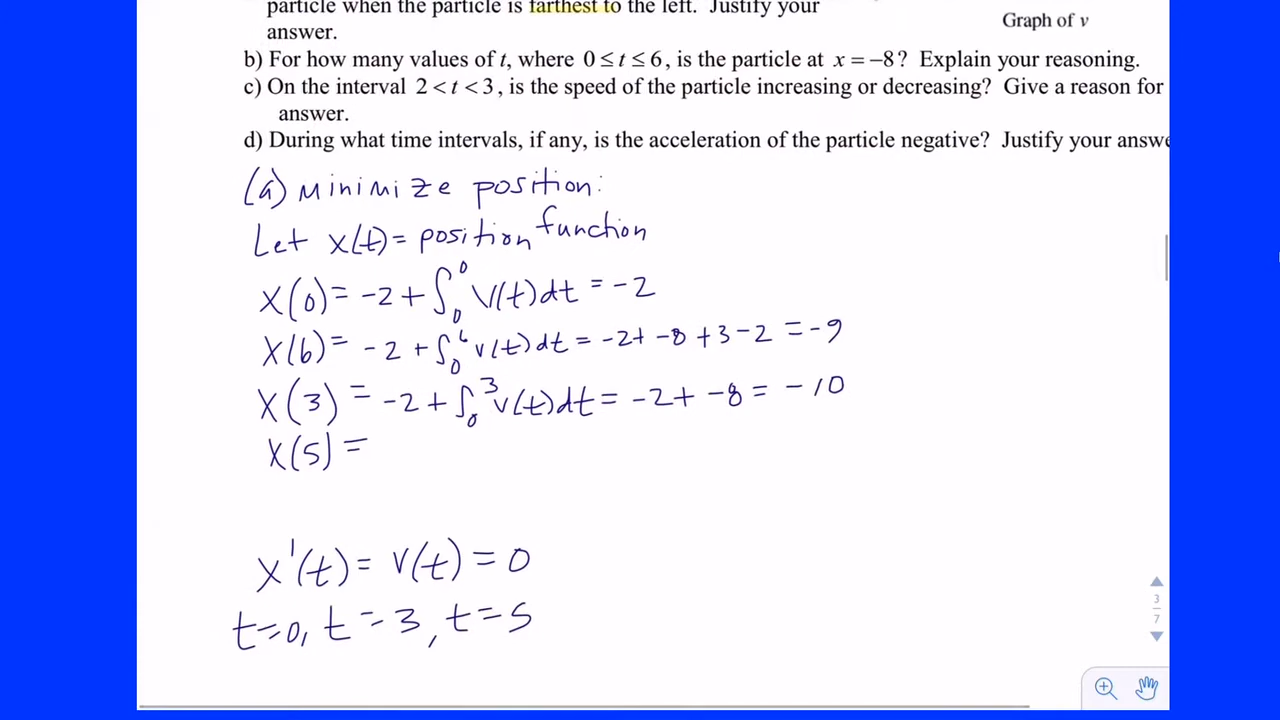 particle when the particle is farthest to the left. Justify your
answer.
Graph of v
b) For how many values of t, where 0 ≤ t ≤ 6, is the particle at x = −8? Explain your reasoning.
c) On the interval 2 < t < 3, is the speed of the particle increasing or decreasing? Give a reason for
answer.
d) During what time intervals, if any, is the acceleration of the particle negative? Justify your answe
(a) minimize position:
Let x(t) = position function
X(0) = -2 + ∫₀⁰ V(t)dt = -2
X(6) = -2 + ∫₀⁶ v(t)dt = -2+ -8 +3 -2 = -9
X(3) = -2 + ∫₀³ v(t)dt = -2+ -8 = -10
X(5) =
X'(t) = v(t) = 0
t=0, t=3, t=5
3
7